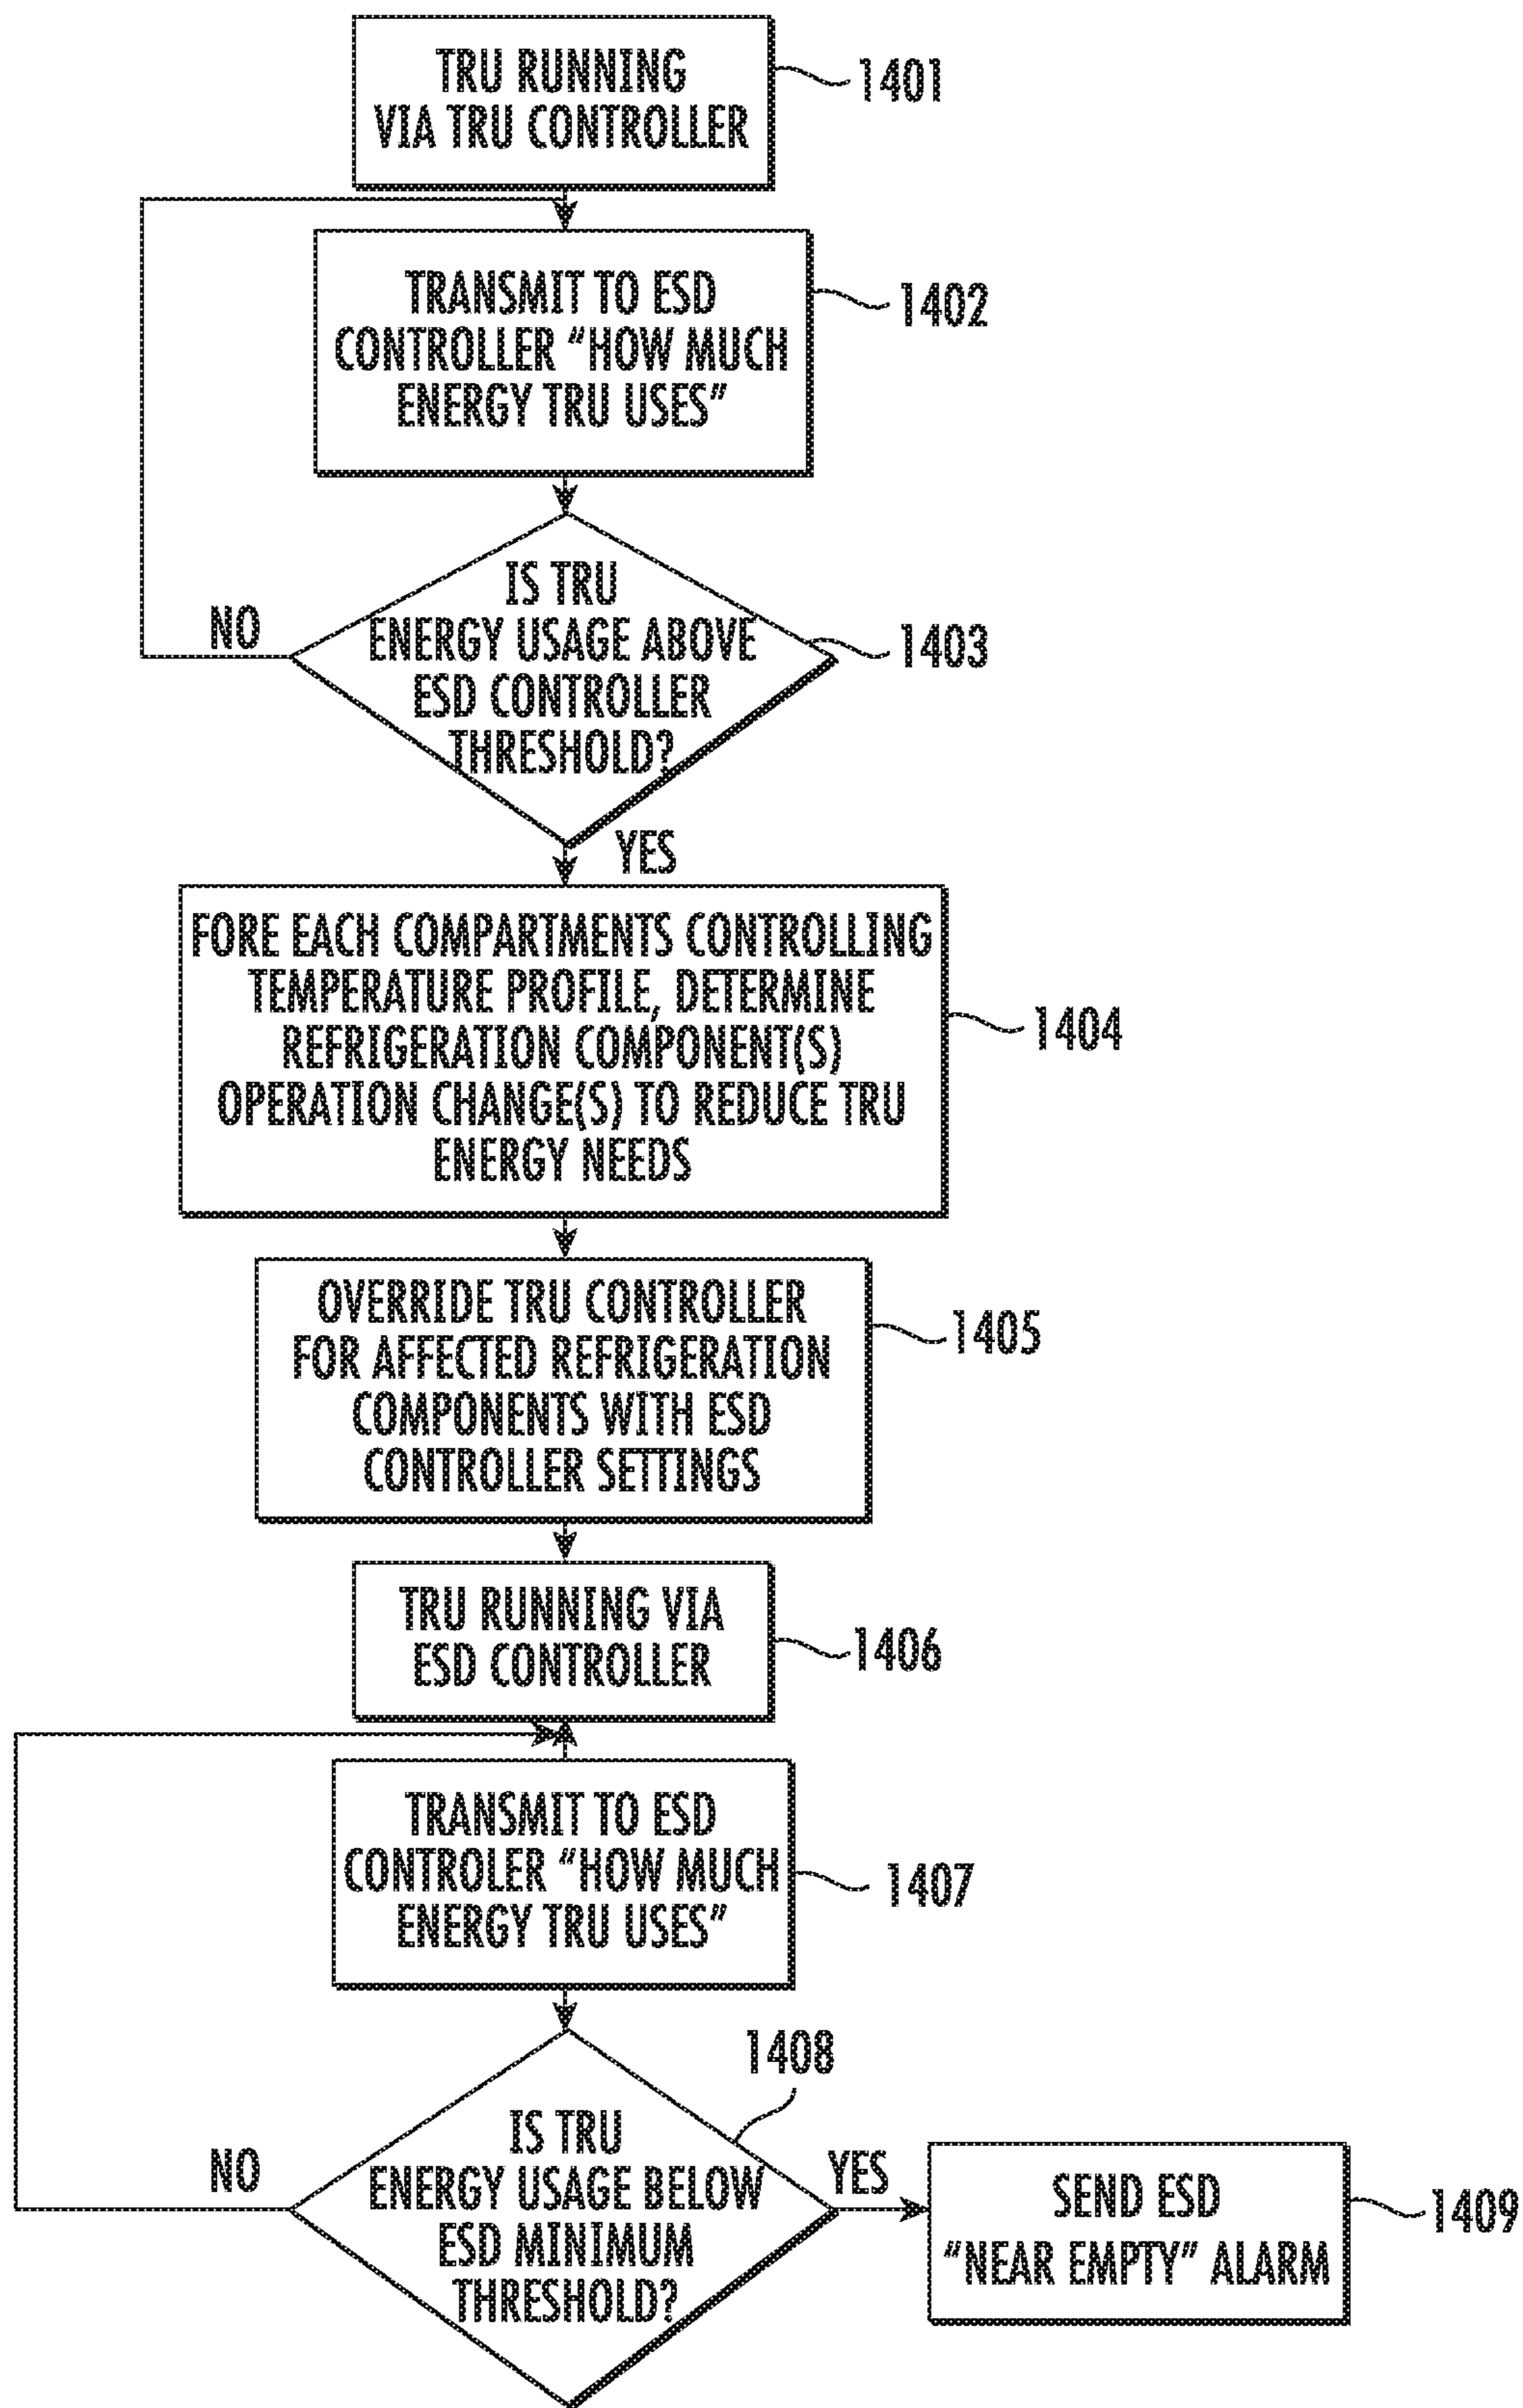 TRU RUNNING
VIA TRU CONTROLLER
1401
TRANSMIT TO ESD
CONTROLLER “HOW MUCH
ENERGY TRU USES”
1402
IS TRU
ENERGY USAGE ABOVE
ESD CONTROLLER
THRESHOLD?
1403
NO
YES
FORE EACH COMPARTMENTS CONTROLLING
TEMPERATURE PROFILE, DETERMINE
REFRIGERATION COMPONENT(S)
OPERATION CHANGE(S) TO REDUCE TRU
ENERGY NEEDS
1404
OVERRIDE TRU CONTROLLER
FOR AFFECTED REFRIGERATION
COMPONENTS WITH ESD
CONTROLLER SETTINGS
1405
TRU RUNNING VIA
ESD CONTROLLER
1406
TRANSMIT TO ESD
CONTROLER “HOW MUCH
ENERGY TRU USES”
1407
1408
IS TRU
ENERGY USAGE BELOW
ESD MINIMUM
THRESHOLD?
NO
YES
SEND ESD
“NEAR EMPTY” ALARM
1409